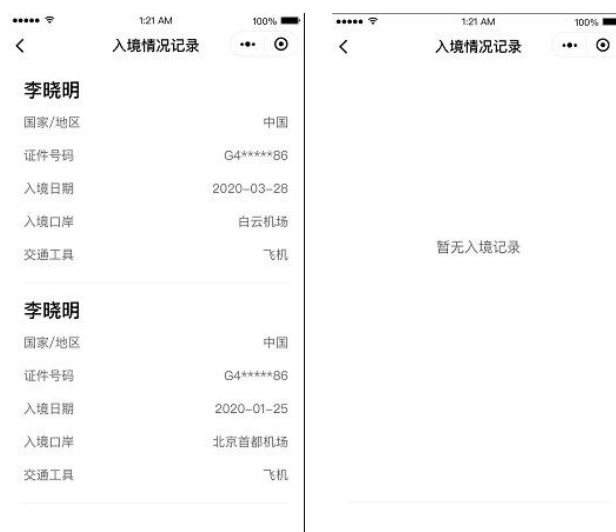 1:21 AM
100%
入境情况记录
李晓明
国家/地区 中国
证件号码 G4*****86
入境日期 2020-03-28
入境口岸 白云机场
交通工具 飞机
李晓明
国家/地区 中国
证件号码 G4*****86
入境日期 2020-01-25
入境口岸 北京首都机场
交通工具 飞机
1:21 AM
100%
入境情况记录
暂无入境记录